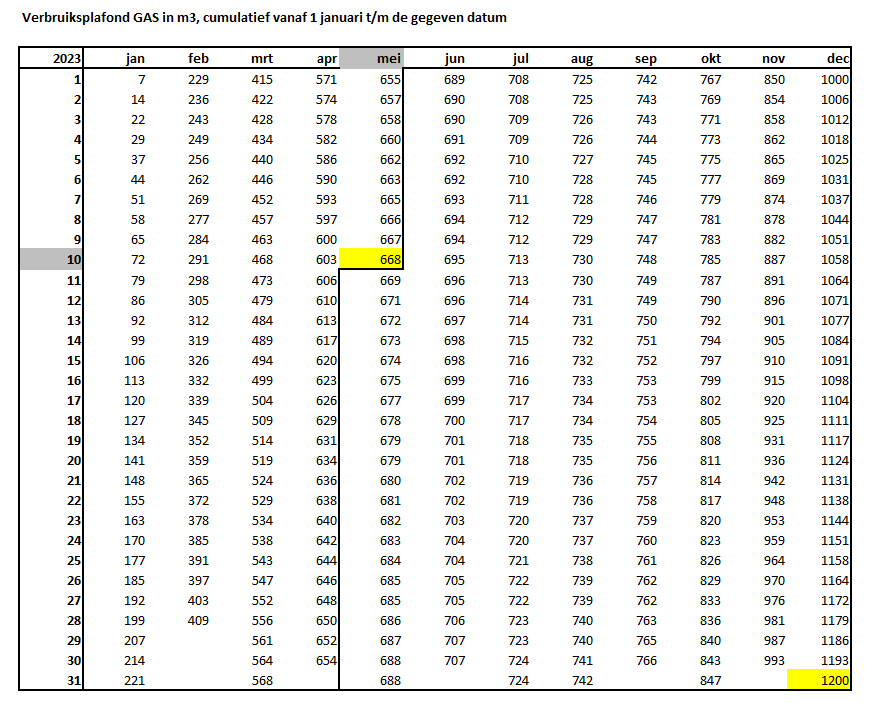 Verbruiksplafond GAS in m3, cumulatief vanaf 1 januari t/m de gegeven datum
2023 jan feb mrt apr mei jun jul aug sep okt nov dec
1 7 229 415 571 655 689 708 725 742 767 850 1000
2 14 236 422 574 657 690 708 725 743 769 854 1006
3 22 243 428 578 658 690 709 726 743 771 858 1012
4 29 249 434 582 660 691 709 726 744 773 862 1018
5 37 256 440 586 662 692 710 727 745 775 865 1025
6 44 262 446 590 663 692 710 728 745 777 869 1031
7 51 269 452 593 665 693 711 728 746 779 874 1037
8 58 277 457 597 666 694 712 729 747 781 878 1044
9 65 284 463 600 667 694 712 729 747 783 882 1051
10 72 291 468 603 668 695 713 730 748 785 887 1058
11 79 298 473 606 669 696 713 730 749 787 891 1064
12 86 305 479 610 671 696 714 731 749 790 896 1071
13 92 312 484 613 672 697 714 731 750 792 901 1077
14 99 319 489 617 673 698 715 732 751 794 905 1084
15 106 326 494 620 674 698 716 732 752 797 910 1091
16 113 332 499 623 675 699 716 733 753 799 915 1098
17 120 339 504 626 677 699 717 734 753 802 920 1104
18 127 345 509 629 678 700 717 734 754 805 925 1111
19 134 352 514 631 679 701 718 735 755 808 931 1117
20 141 359 519 634 679 701 718 735 756 811 936 1124
21 148 365 524 636 680 702 719 736 757 814 942 1131
22 155 372 529 638 681 702 719 736 758 817 948 1138
23 163 378 534 640 682 703 720 737 759 820 953 1144
24 170 385 538 642 683 704 720 737 760 823 959 1151
25 177 391 543 644 684 704 721 738 761 826 964 1158
26 185 397 547 646 685 705 722 739 762 829 970 1164
27 192 403 552 648 685 705 722 739 762 833 976 1172
28 199 409 556 650 686 706 723 740 763 836 981 1179
29 207 561 652 687 707 723 740 765 840 987 1186
30 214 564 654 688 707 724 741 766 843 993 1193
31 221 568 688 724 742 847 1200